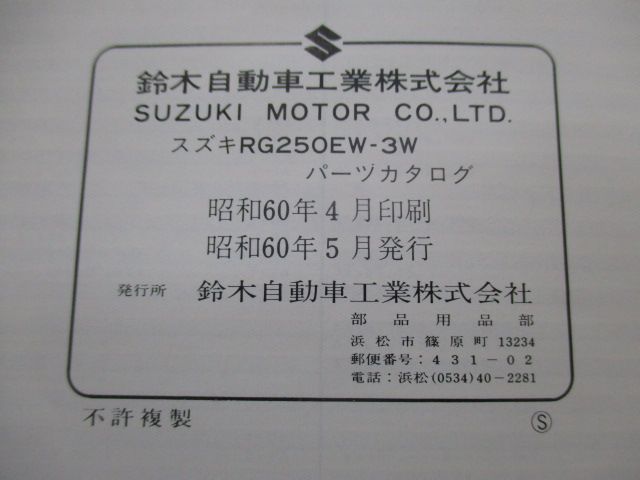 鈴木自動車工業株式会社
SUZUKI MOTOR CO.,LTD.
スズキRG250EW-3W
パーツカタログ
昭和60年4月印刷
昭和60年5月発行
発行所 鈴木自動車工業株式会社
部品用品部
浜松市篠原町13234
郵便番号：431－02
電話：浜松(0534)40－2281
不許複製 Ⓢ